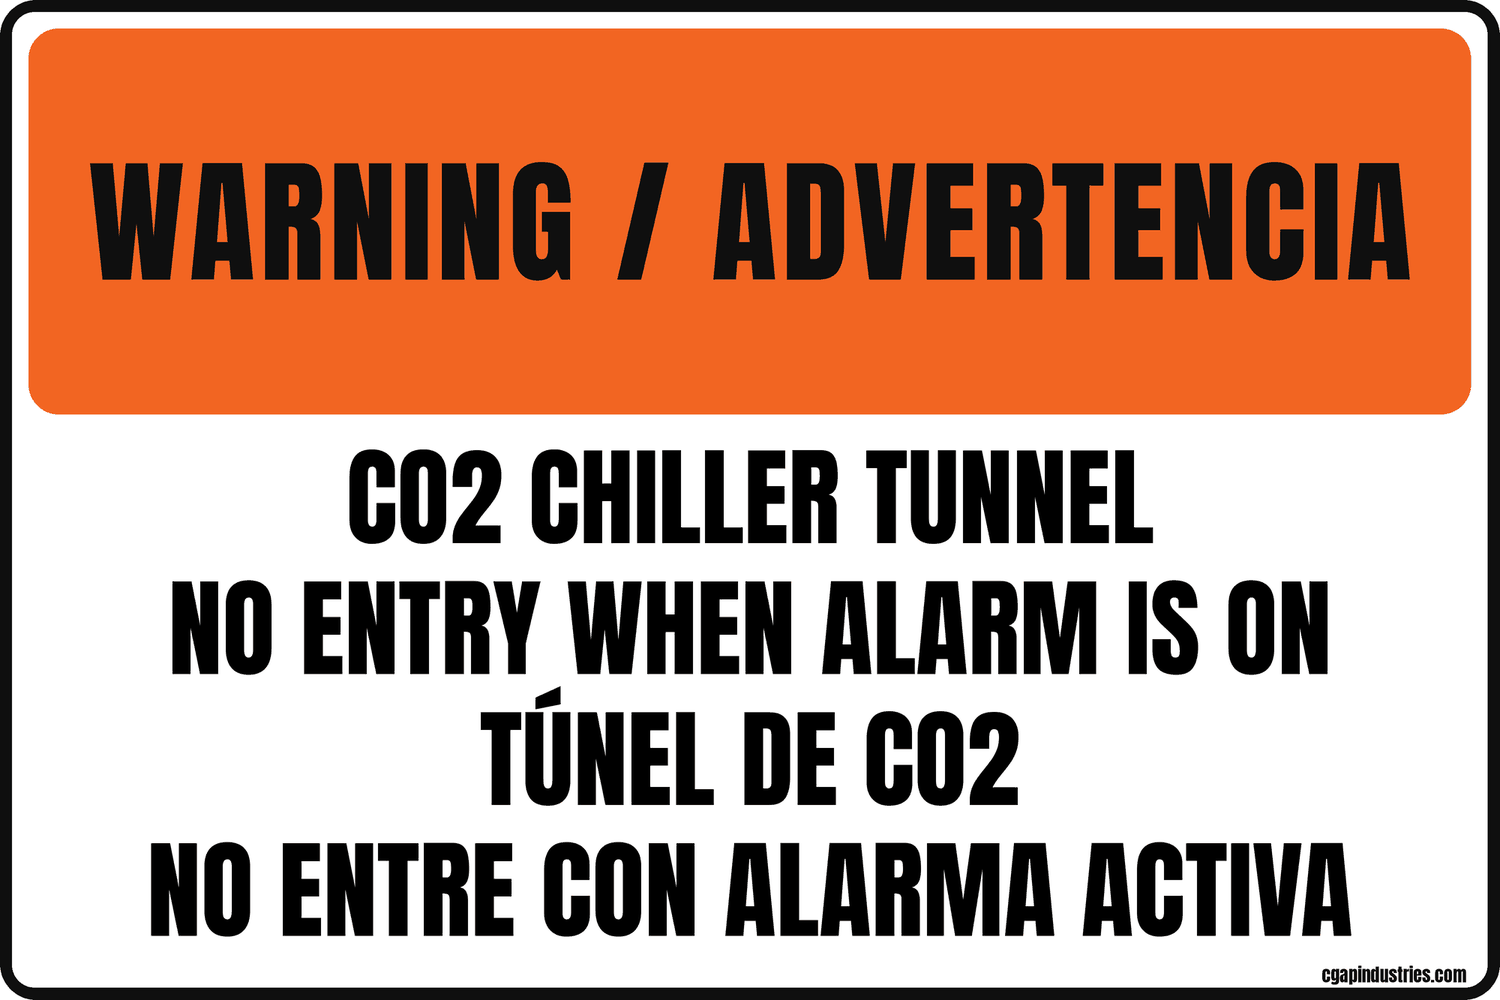 WARNING / ADVERTENCIA
CO2 CHILLER TUNNEL
NO ENTRY WHEN ALARM IS ON
TÚNEL DE CO2
NO ENTRE CON ALARMA ACTIVA
cgapindustries.com